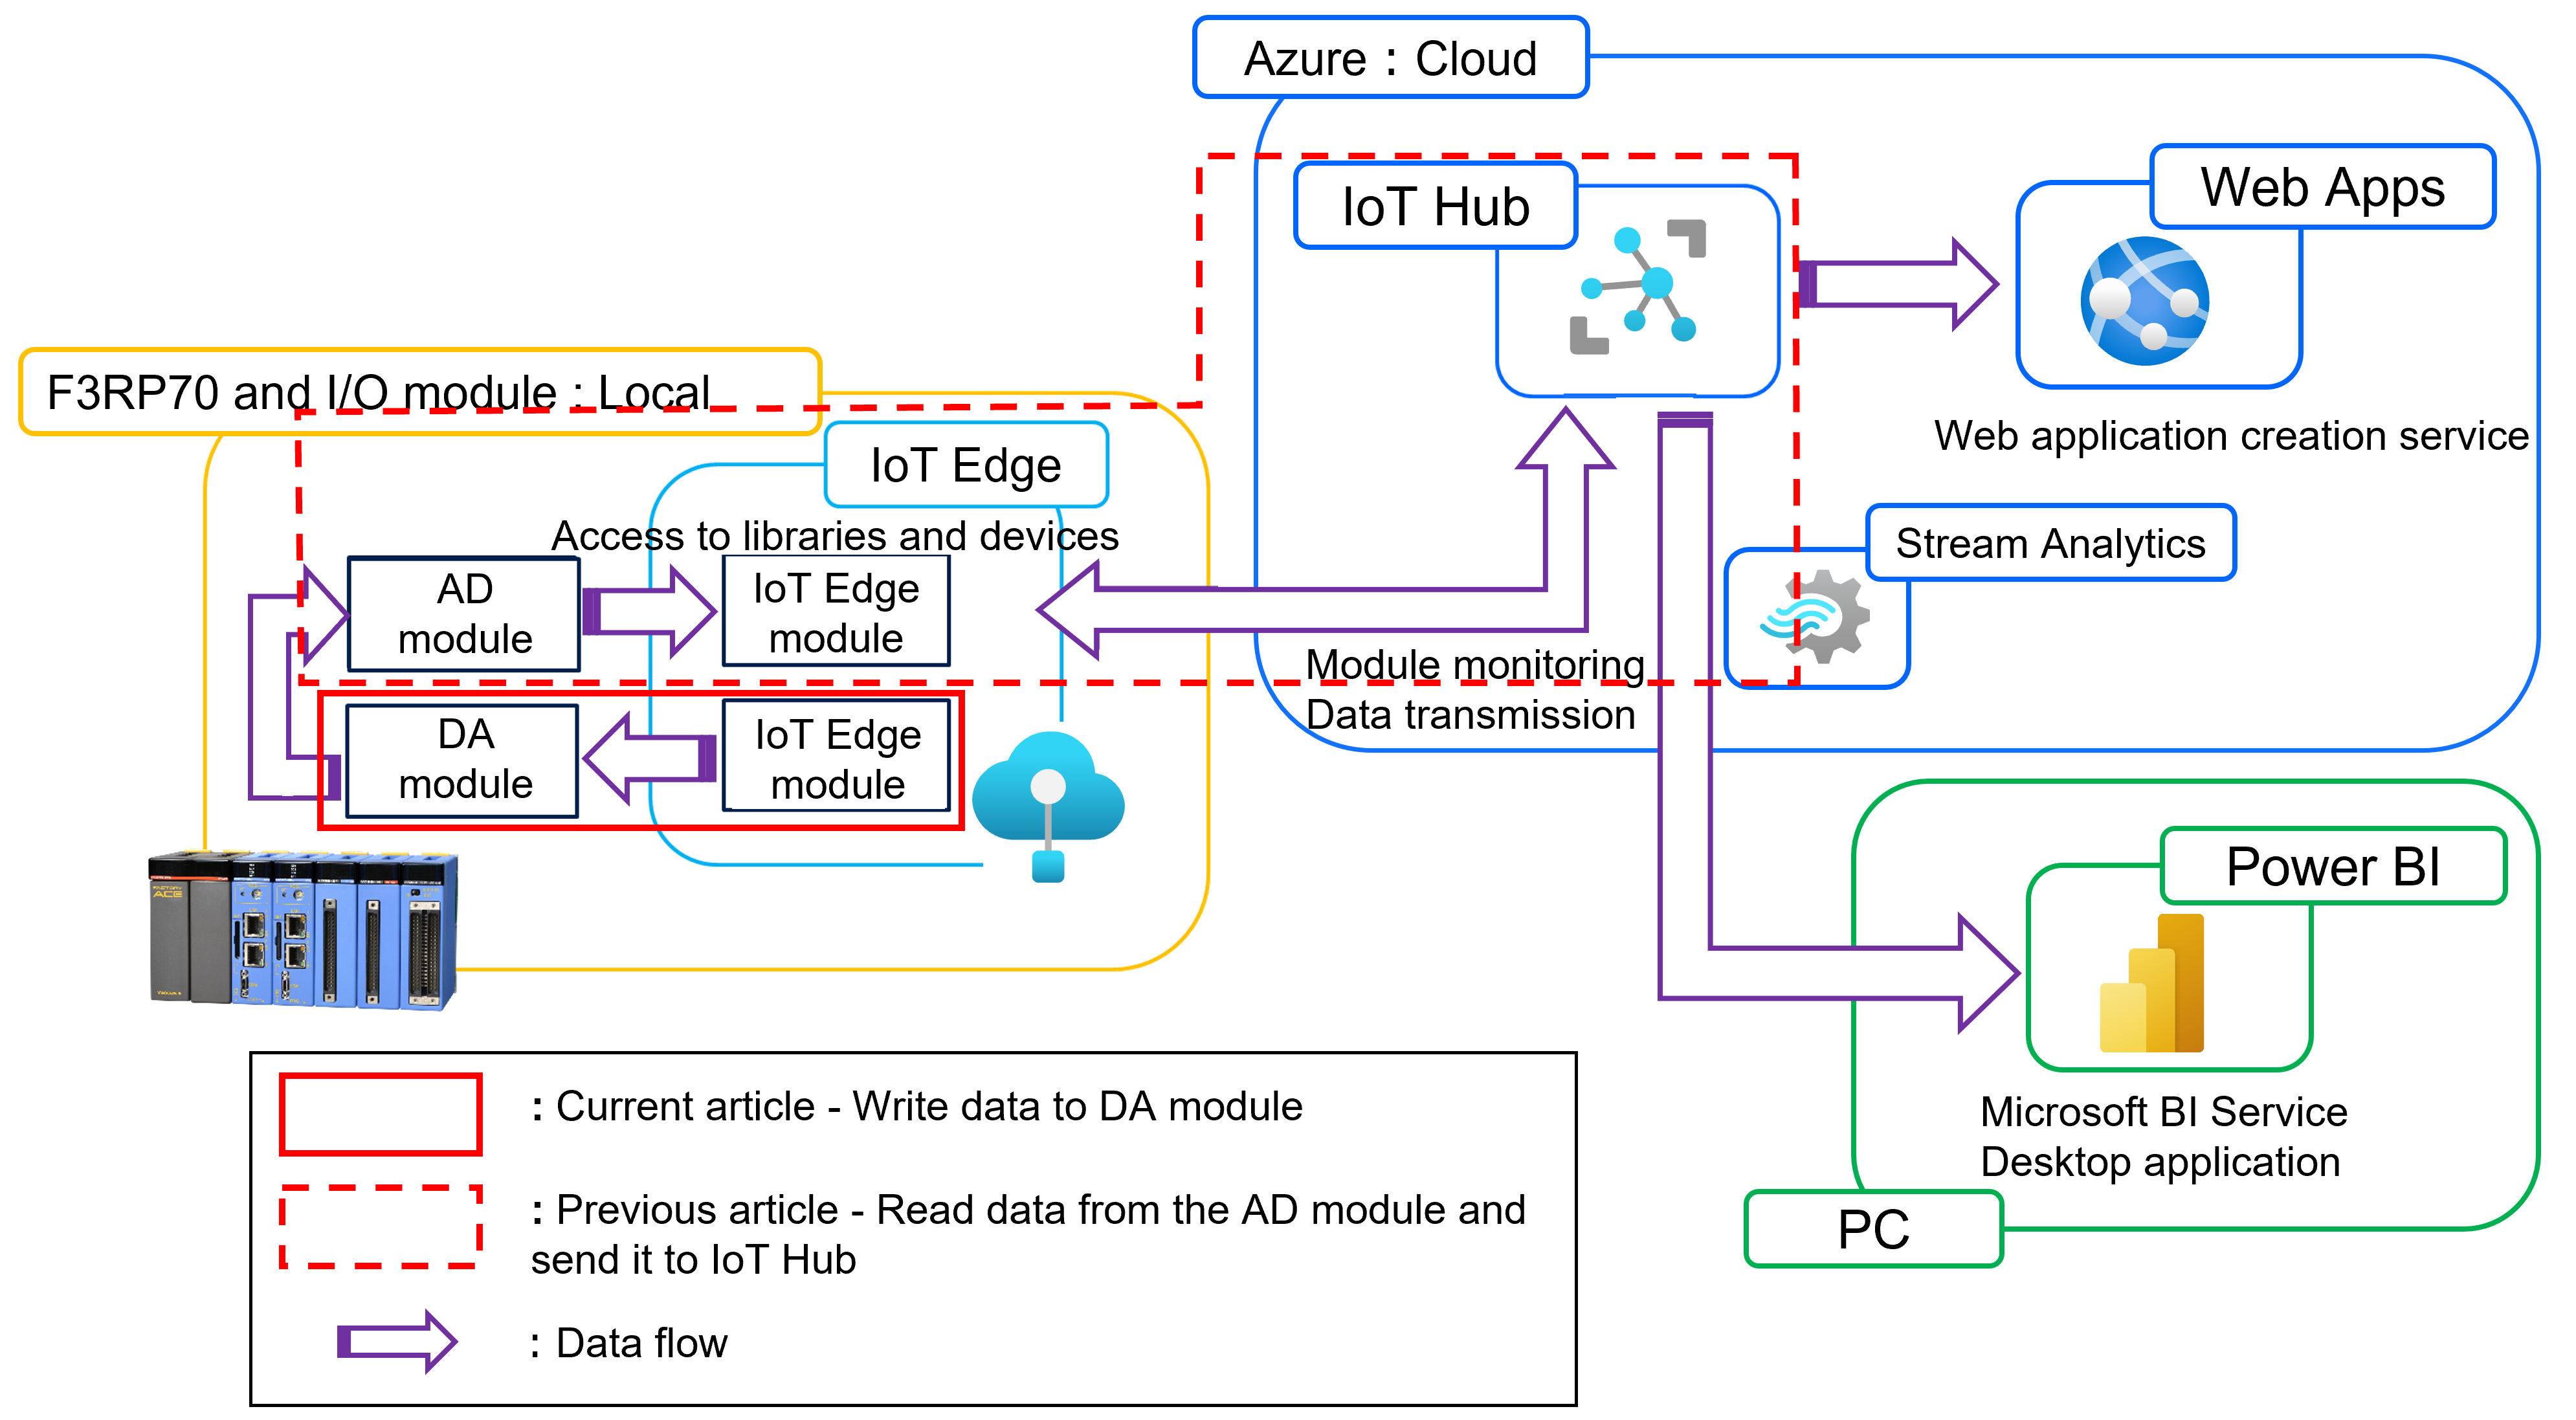 Azure : Cloud
IoT Hub
Web Apps
Web application creation service
Stream Analytics
F3RP70 and I/O module : Local
IoT Edge
Access to libraries and devices
AD
module
IoT Edge
module
DA
module
IoT Edge
module
Module monitoring
Data transmission
FACTORY
ACE
Power BI
Microsoft BI Service
Desktop application
PC
: Current article - Write data to DA module
: Previous article - Read data from the AD module and
send it to IoT Hub
: Data flow